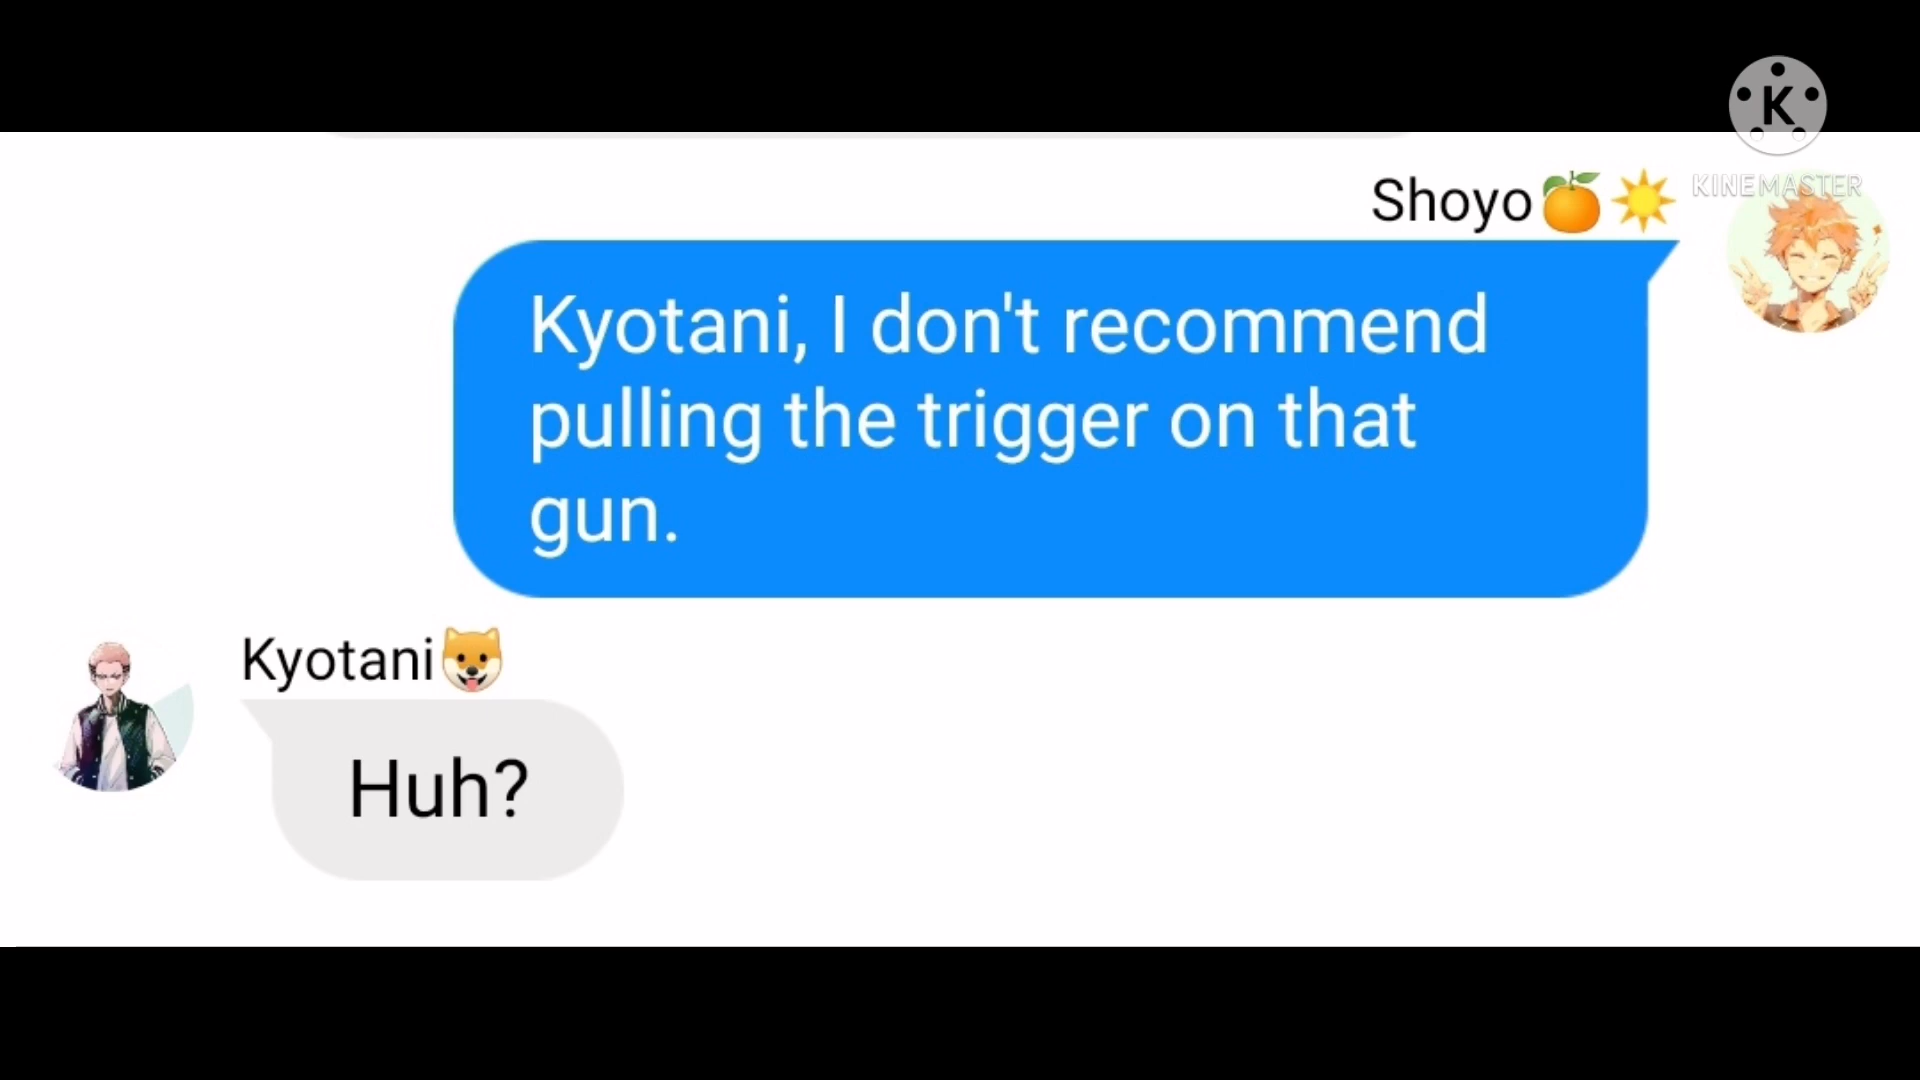 K
KINEMASTER
Shoyo🍊☀️
Kyotani, I don't recommend
pulling the trigger on that
gun.
Kyotani🐶
Huh?